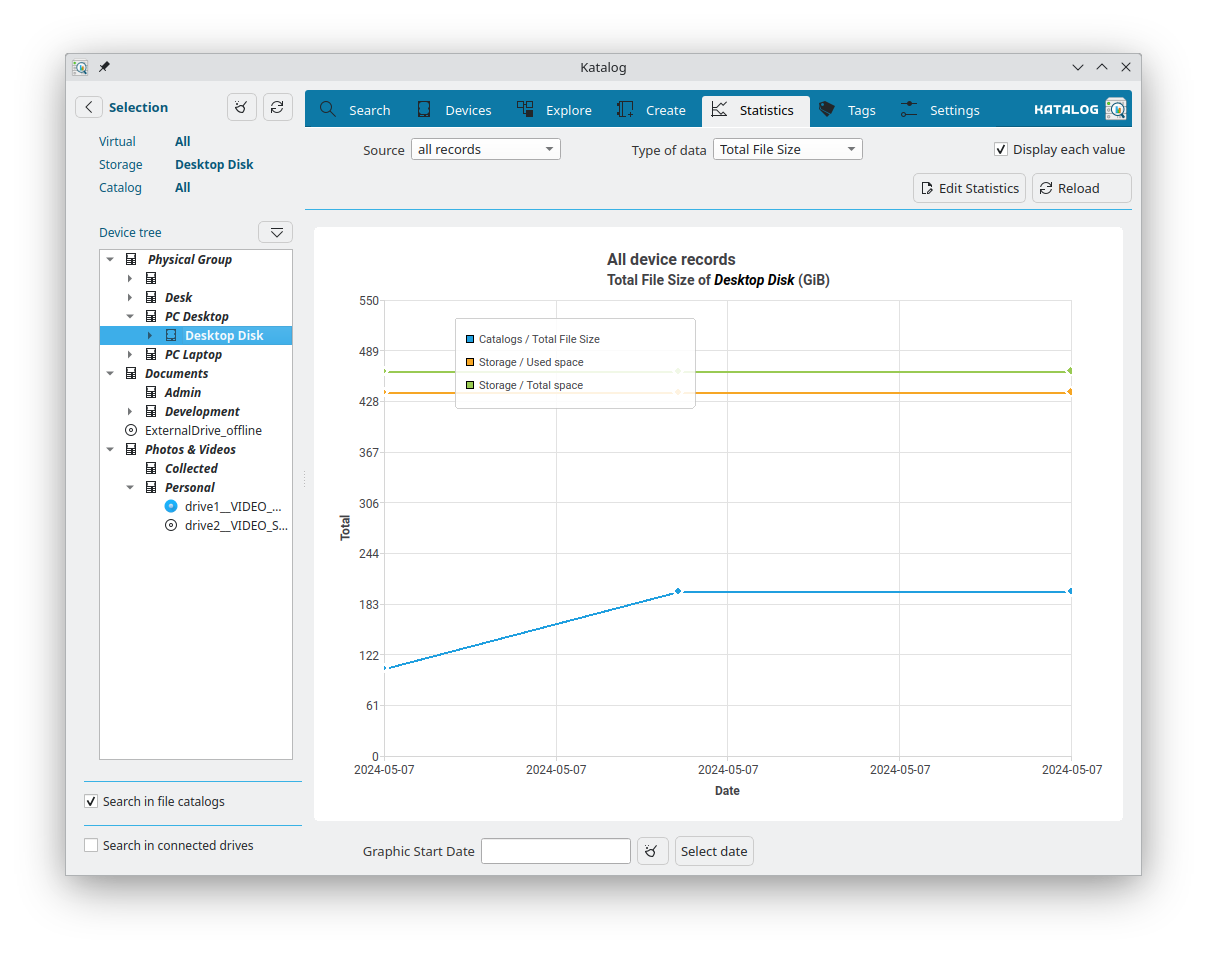 Katalog
Selection
Virtual All
Storage Desktop Disk
Catalog All
Device tree
Physical Group
Desk
PC Desktop
Desktop Disk
PC Laptop
Documents
Admin
Development
ExternalDrive_offline
Photos & Videos
Collected
Personal
drive1__VIDEO_...
drive2__VIDEO_S...
Search in file catalogs
Search in connected drives
Search Devices Explore Create Statistics Tags Settings KATALOG
Source all records Type of data Total File Size Display each value
Edit Statistics Reload
All device records
Total File Size of Desktop Disk (GiB)
Catalogs / Total File Size
Storage / Used space
Storage / Total space
550
489
428
367
306
244
183
122
61
0
Total
2024-05-07 2024-05-07 2024-05-07 2024-05-07 2024-05-07
Date
Graphic Start Date Select date